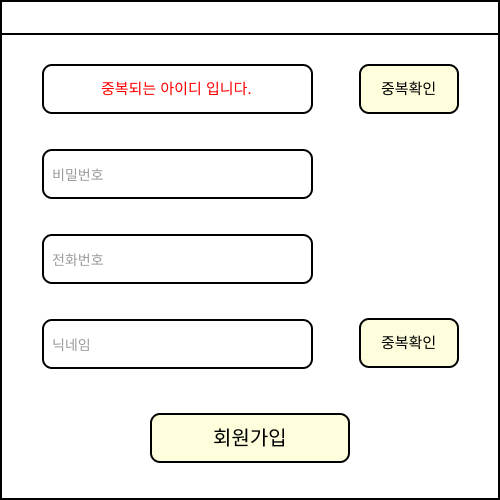 중복되는 아이디 입니다.
중복확인
비밀번호
전화번호
닉네임
중복확인
회원가입